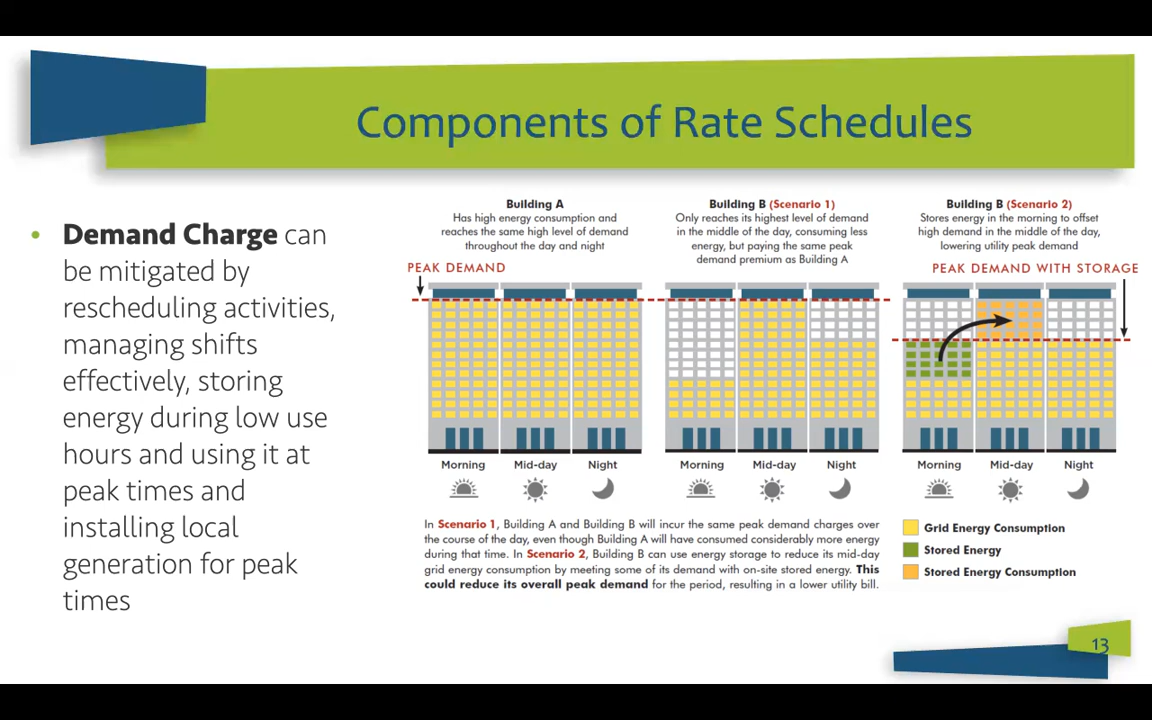 Components of Rate Schedules
• Demand Charge can
be mitigated by
rescheduling activities,
managing shifts
effectively, storing
energy during low use
hours and using it at
peak times and
installing local
generation for peak
times
Building A
Has high energy consumption and
reaches the same high level of demand
throughout the day and night
Building B (Scenario 1)
Only reaches its highest level of demand
in the middle of the day, consuming less
energy, but paying the same peak
demand premium as Building A
Building B (Scenario 2)
Stores energy in the morning to offset
high demand in the middle of the day,
lowering utility peak demand
PEAK DEMAND
PEAK DEMAND WITH STORAGE
Morning Mid-day Night
Morning Mid-day Night
Morning Mid-day Night
In Scenario 1, Building A and Building B will incur the same peak demand charges over
the course of the day, even though Building A will have consumed considerably more energy
during that time. In Scenario 2, Building B can use energy storage to reduce its mid-day
grid energy consumption by meeting some of its demand with on-site stored energy. This
could reduce its overall peak demand for the period, resulting in a lower utility bill.
Grid Energy Consumption
Stored Energy
Stored Energy Consumption
13